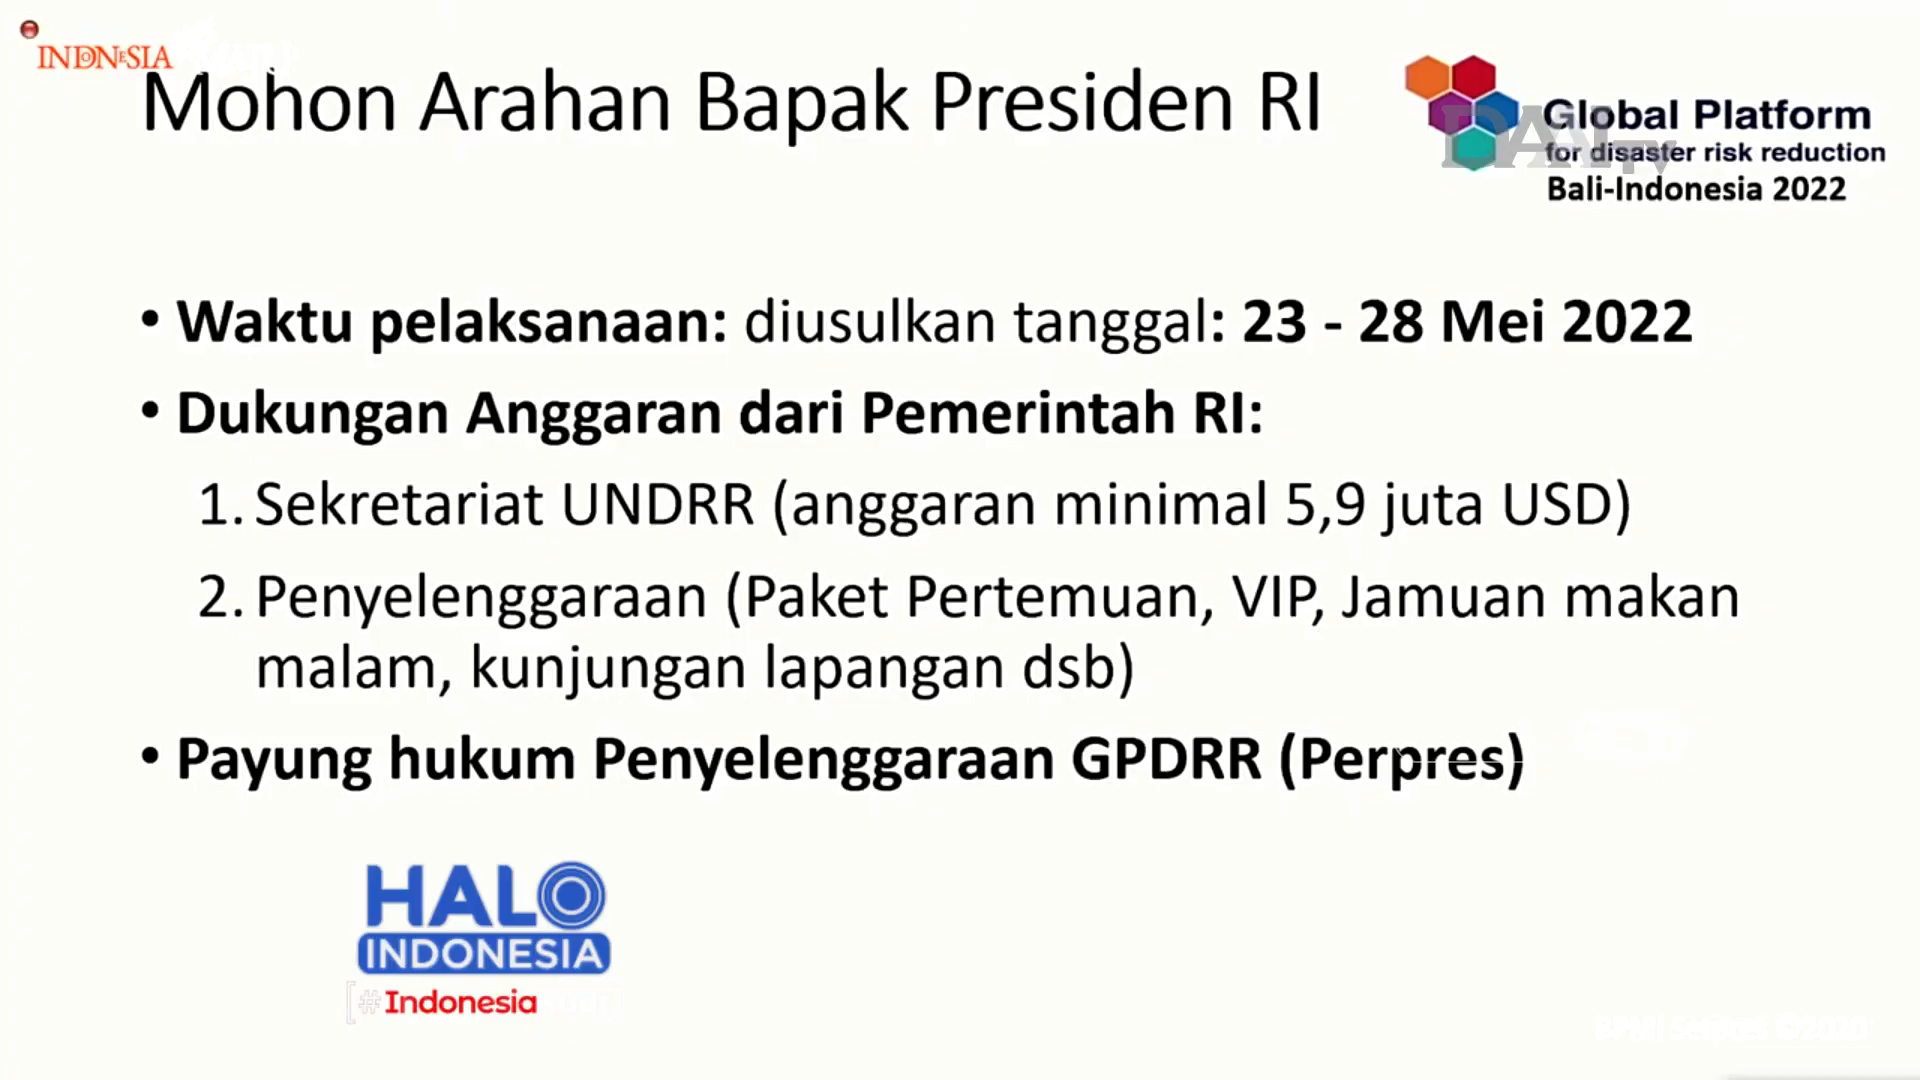 INDONESIA
Mohon Arahan Bapak Presiden RI
Global Platform
for disaster risk reduction
Bali-Indonesia 2022
DAAI TV
• Waktu pelaksanaan: diusulkan tanggal: 23 - 28 Mei 2022
• Dukungan Anggaran dari Pemerintah RI:
1. Sekretariat UNDRR (anggaran minimal 5,9 juta USD)
2. Penyelenggaraan (Paket Pertemuan, VIP, Jamuan makan
malam, kunjungan lapangan dsb)
• Payung hukum Penyelenggaraan GPDRR (Perpres)
HALO
INDONESIA
[#Indonesia